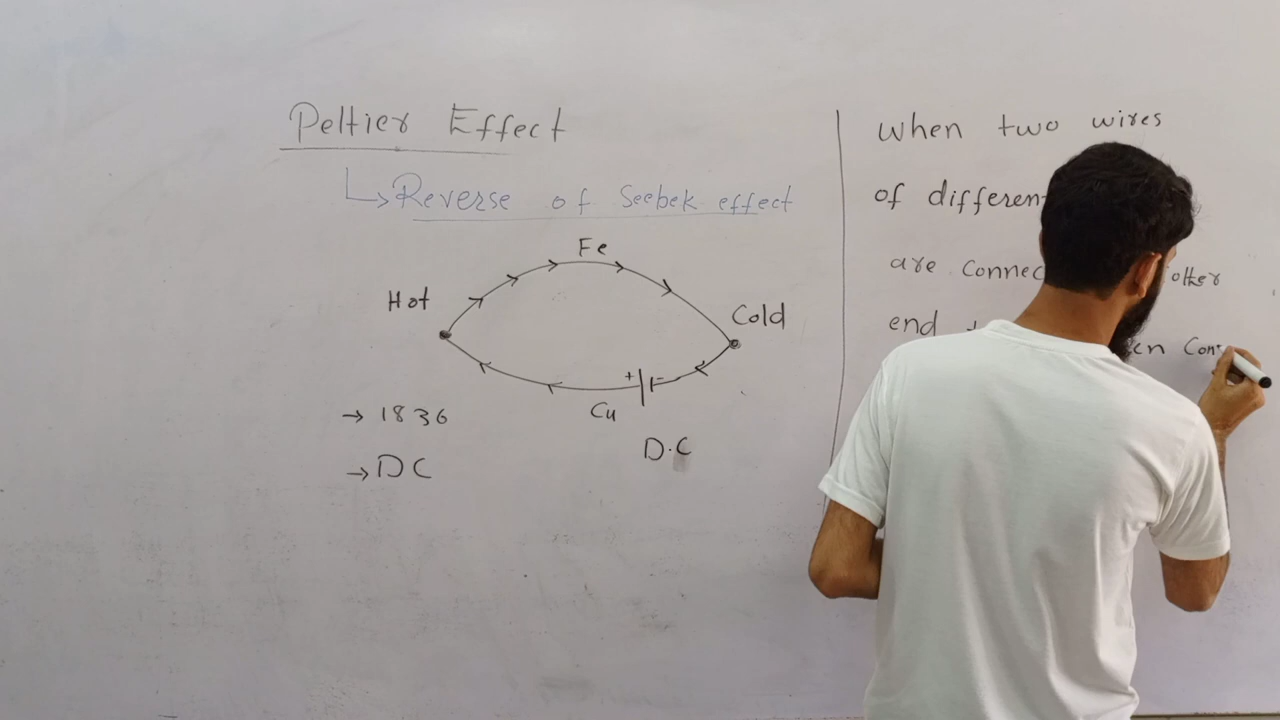 Peltier Effect
Reverse of Seebek effect
Fe
Hot
Cold
+ -
Cu
D.C
→ 1836
→ DC
When two wires
of differen
are connec other
end
en Con